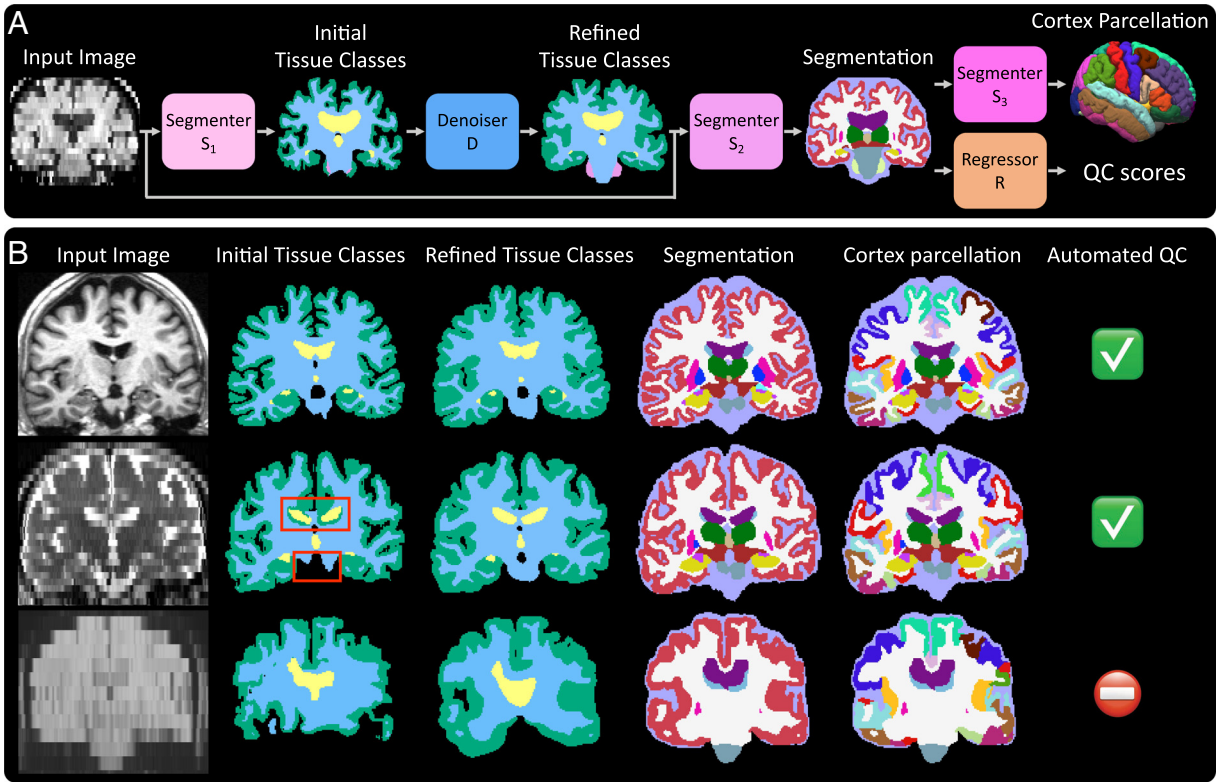 A
Input Image
Initial
Tissue Classes
Refined
Tissue Classes
Segmentation
Cortex Parcellation
Segmenter
S1
Denoiser
D
Segmenter
S2
Segmenter
S3
Regressor
R
QC scores
B
Input Image
Initial Tissue Classes
Refined Tissue Classes
Segmentation
Cortex parcellation
Automated QC